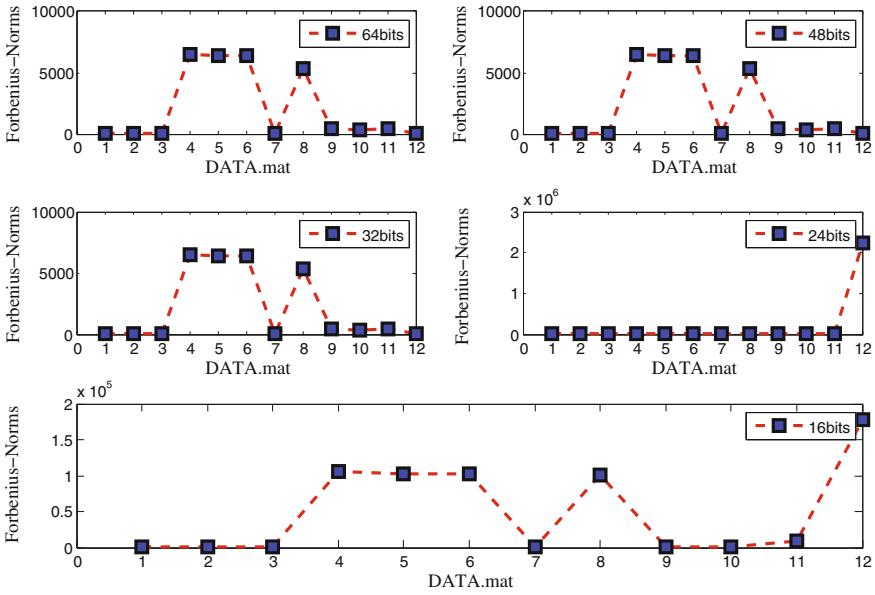 10000
5000
0
Forbenius−Norms
64bits
0 1 2 3 4 5 6 7 8 9 10 11 12
DATA.mat
10000
5000
0
Forbenius−Norms
48bits
0 1 2 3 4 5 6 7 8 9 10 11 12
DATA.mat
10000
5000
0
Forbenius−Norms
32bits
0 1 2 3 4 5 6 7 8 9 10 11 12
DATA.mat
x 10^6
3
2
1
0
Forbenius−Norms
24bits
0 1 2 3 4 5 6 7 8 9 10 11 12
DATA.mat
x 10^5
2
1.5
1
0.5
0
Forbenius−Norms
16bits
0 1 2 3 4 5 6 7 8 9 10 11 12
DATA.mat